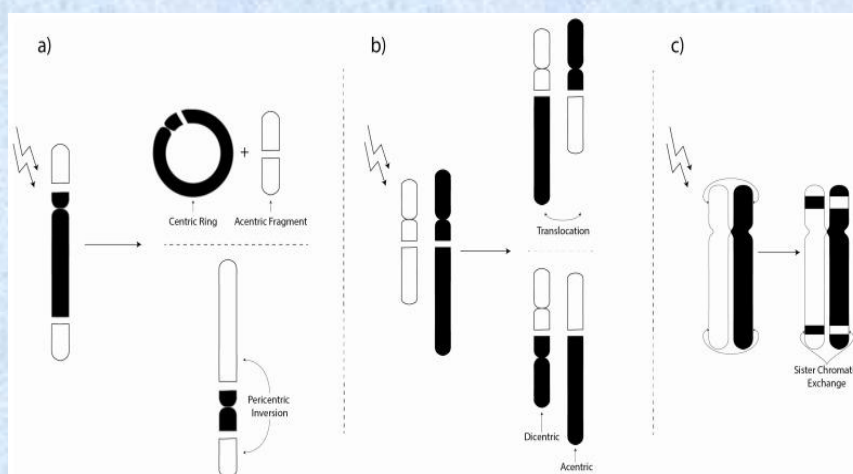 a)
b)
c)
+
Centric Ring
Acentric Fragment
Translocation
Pericentric
Inversion
Dicentric
Acentric
Sister Chromat
Exchange